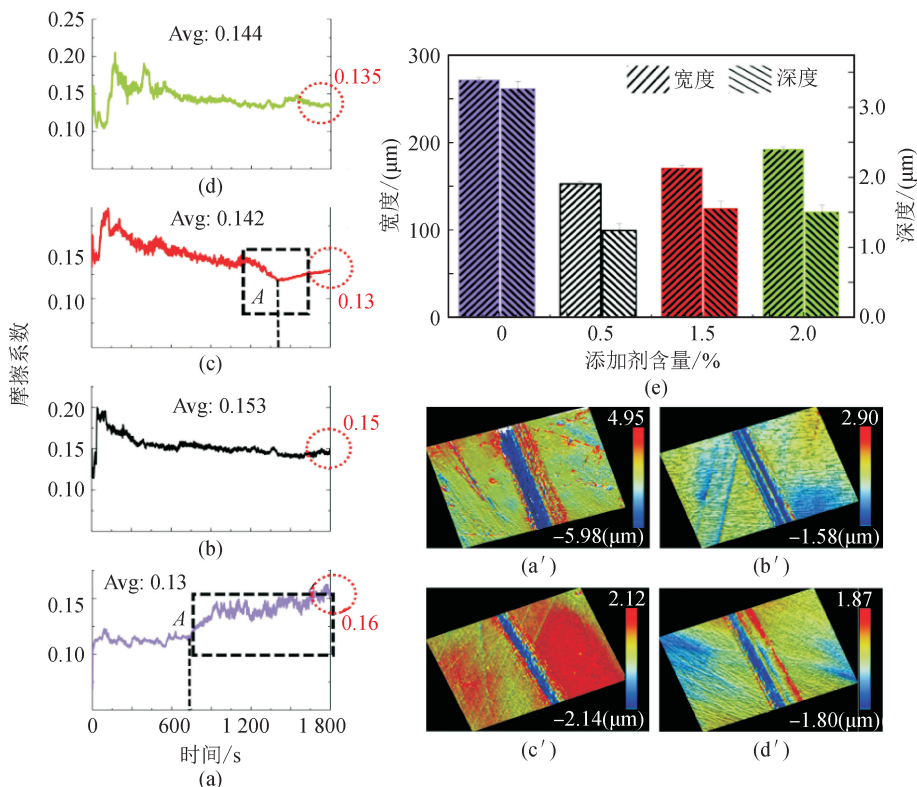 摩擦系数
0.25
0.20
0.15
0.10
Avg: 0.144
0.135
(d)
0.15
0.10
Avg: 0.142
A
0.13
(c)
0.20
0.15
0.10
Avg: 0.153
0.15
(b)
0.15
0.10
Avg: 0.13
A
0.16
0 600 1 200 1 800
时间/s
(a)
300
200
100
0
宽度/(μm)
宽度
深度
3.0
2.0
1.0
0.0
深度/(μm)
0 0.5 1.5 2.0
添加剂含量/%
(e)
4.95
−5.98(μm)
(a′)
2.90
−1.58(μm)
(b′)
2.12
−2.14(μm)
(c′)
1.87
−1.80(μm)
(d′)